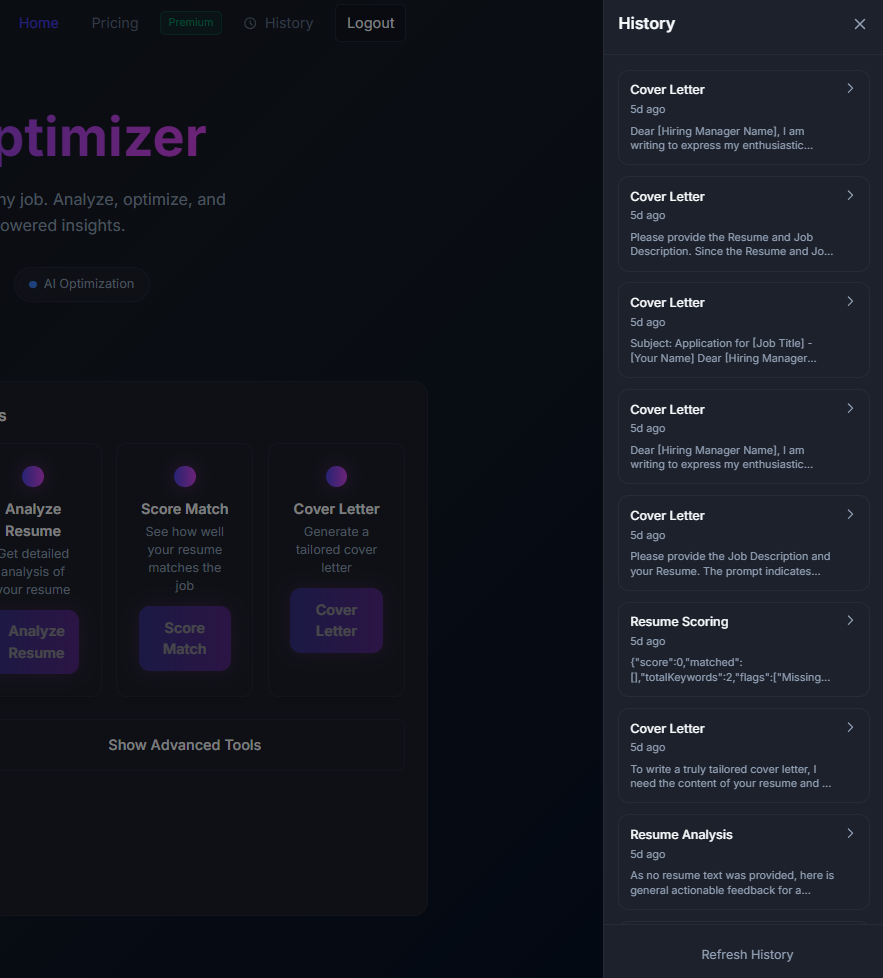 Home Pricing Premium History Logout
ptimizer
ny job. Analyze, optimize, and
owered insights.
AI Optimization
s
Analyze
Resume
Get detailed
analysis of
your resume
Analyze
Resume
Score Match
See how well
your resume
matches the
job
Score
Match
Cover Letter
Generate a
tailored cover
letter
Cover
Letter
Show Advanced Tools
History
Cover Letter
5d ago
Dear [Hiring Manager Name], I am
writing to express my enthusiastic...
Cover Letter
5d ago
Please provide the Resume and Job
Description. Since the Resume and Jo...
Cover Letter
5d ago
Subject: Application for [Job Title] -
[Your Name] Dear [Hiring Manager...
Cover Letter
5d ago
Dear [Hiring Manager Name], I am
writing to express my enthusiastic...
Cover Letter
5d ago
Please provide the Job Description and
your Resume. The prompt indicates...
Resume Scoring
5d ago
{"score":0,"matched":
[],"totalKeywords":2,"flags":["Missing...
Cover Letter
5d ago
To write a truly tailored cover letter, I
need the content of your resume and ...
Resume Analysis
5d ago
As no resume text was provided, here is
general actionable feedback for a...
Refresh History